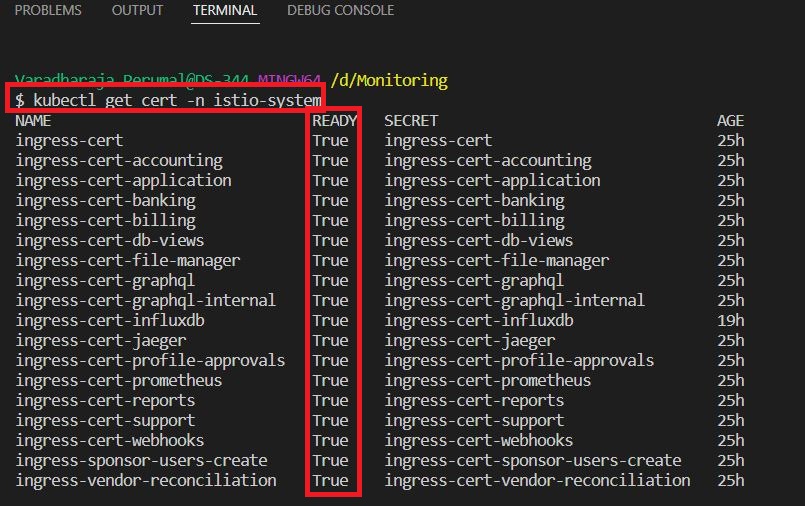 PROBLEMS OUTPUT TERMINAL DEBUG CONSOLE
Varadharaja Perumal@DS-344 MINGW64 /d/Monitoring
$ kubectl get cert -n istio-system
NAME READY SECRET AGE
ingress-cert True ingress-cert 25h
ingress-cert-accounting True ingress-cert-accounting 25h
ingress-cert-application True ingress-cert-application 25h
ingress-cert-banking True ingress-cert-banking 25h
ingress-cert-billing True ingress-cert-billing 25h
ingress-cert-db-views True ingress-cert-db-views 25h
ingress-cert-file-manager True ingress-cert-file-manager 25h
ingress-cert-graphql True ingress-cert-graphql 25h
ingress-cert-graphql-internal True ingress-cert-graphql-internal 25h
ingress-cert-influxdb True ingress-cert-influxdb 19h
ingress-cert-jaeger True ingress-cert-jaeger 25h
ingress-cert-profile-approvals True ingress-cert-profile-approvals 25h
ingress-cert-prometheus True ingress-cert-prometheus 25h
ingress-cert-reports True ingress-cert-reports 25h
ingress-cert-support True ingress-cert-support 25h
ingress-cert-webhooks True ingress-cert-webhooks 25h
ingress-sponsor-users-create True ingress-cert-sponsor-users-create 25h
ingress-vendor-reconciliation True ingress-cert-vendor-reconciliation 25h